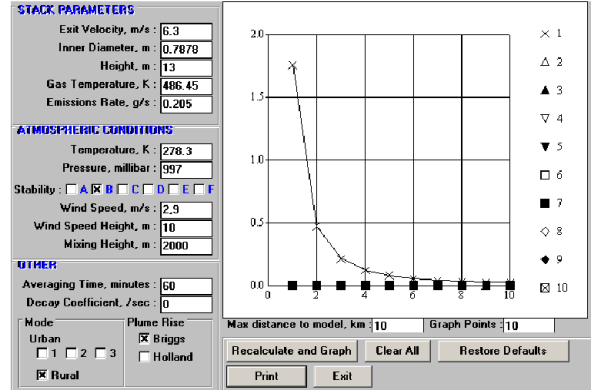 STACK PARAMETERS
Exit Velocity, m/s : 6.3
Inner Diameter, m : 0.7878
Height, m : 13
Gas Temperature, K : 486.45
Emissions Rate, g/s : 0.205
ATMOSPHERIC CONDITIONS
Temperature, K : 278.3
Pressure, millibar : 997
Stability : A B C D E F
Wind Speed, m/s : 2,9
Wind Speed Height, m : 10
Mixing Height, m : 2000
OTHER
Averaging Time, minutes : 60
Decay Coefficient, /sec : 0
Mode
Urban
1 2 3
Rural
Plume Rise
Briggs
Holland
2.0
1.5
1.0
0.5
0.0
0 2 4 6 8 10
1
2
3
4
5
6
7
8
9
10
Max distance to model, km : 10 Graph Points : 10
Recalculate and Graph Clear All Restore Defaults
Print Exit